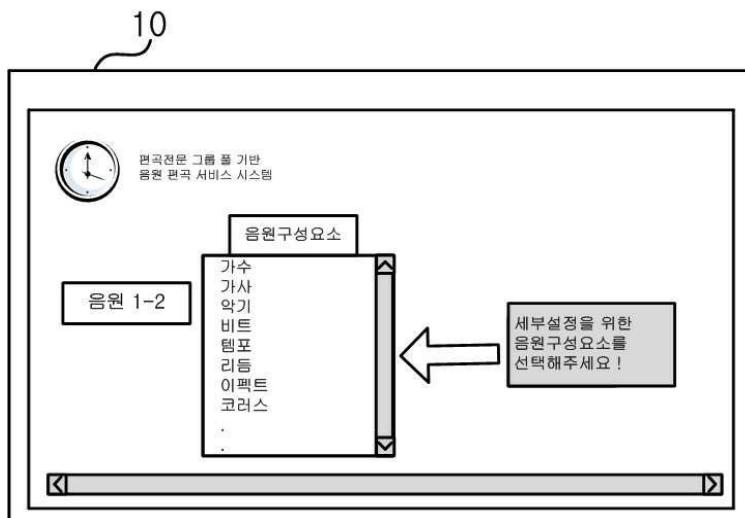 10
편곡전문 그룹 풀 기반
음원 편곡 서비스 시스템
음원구성요소
음원 1-2
가수
가사
악기
비트
템포
리듬
이펙트
코러스
.
.
세부설정을 위한
음원구성요소를
선택해주세요 !